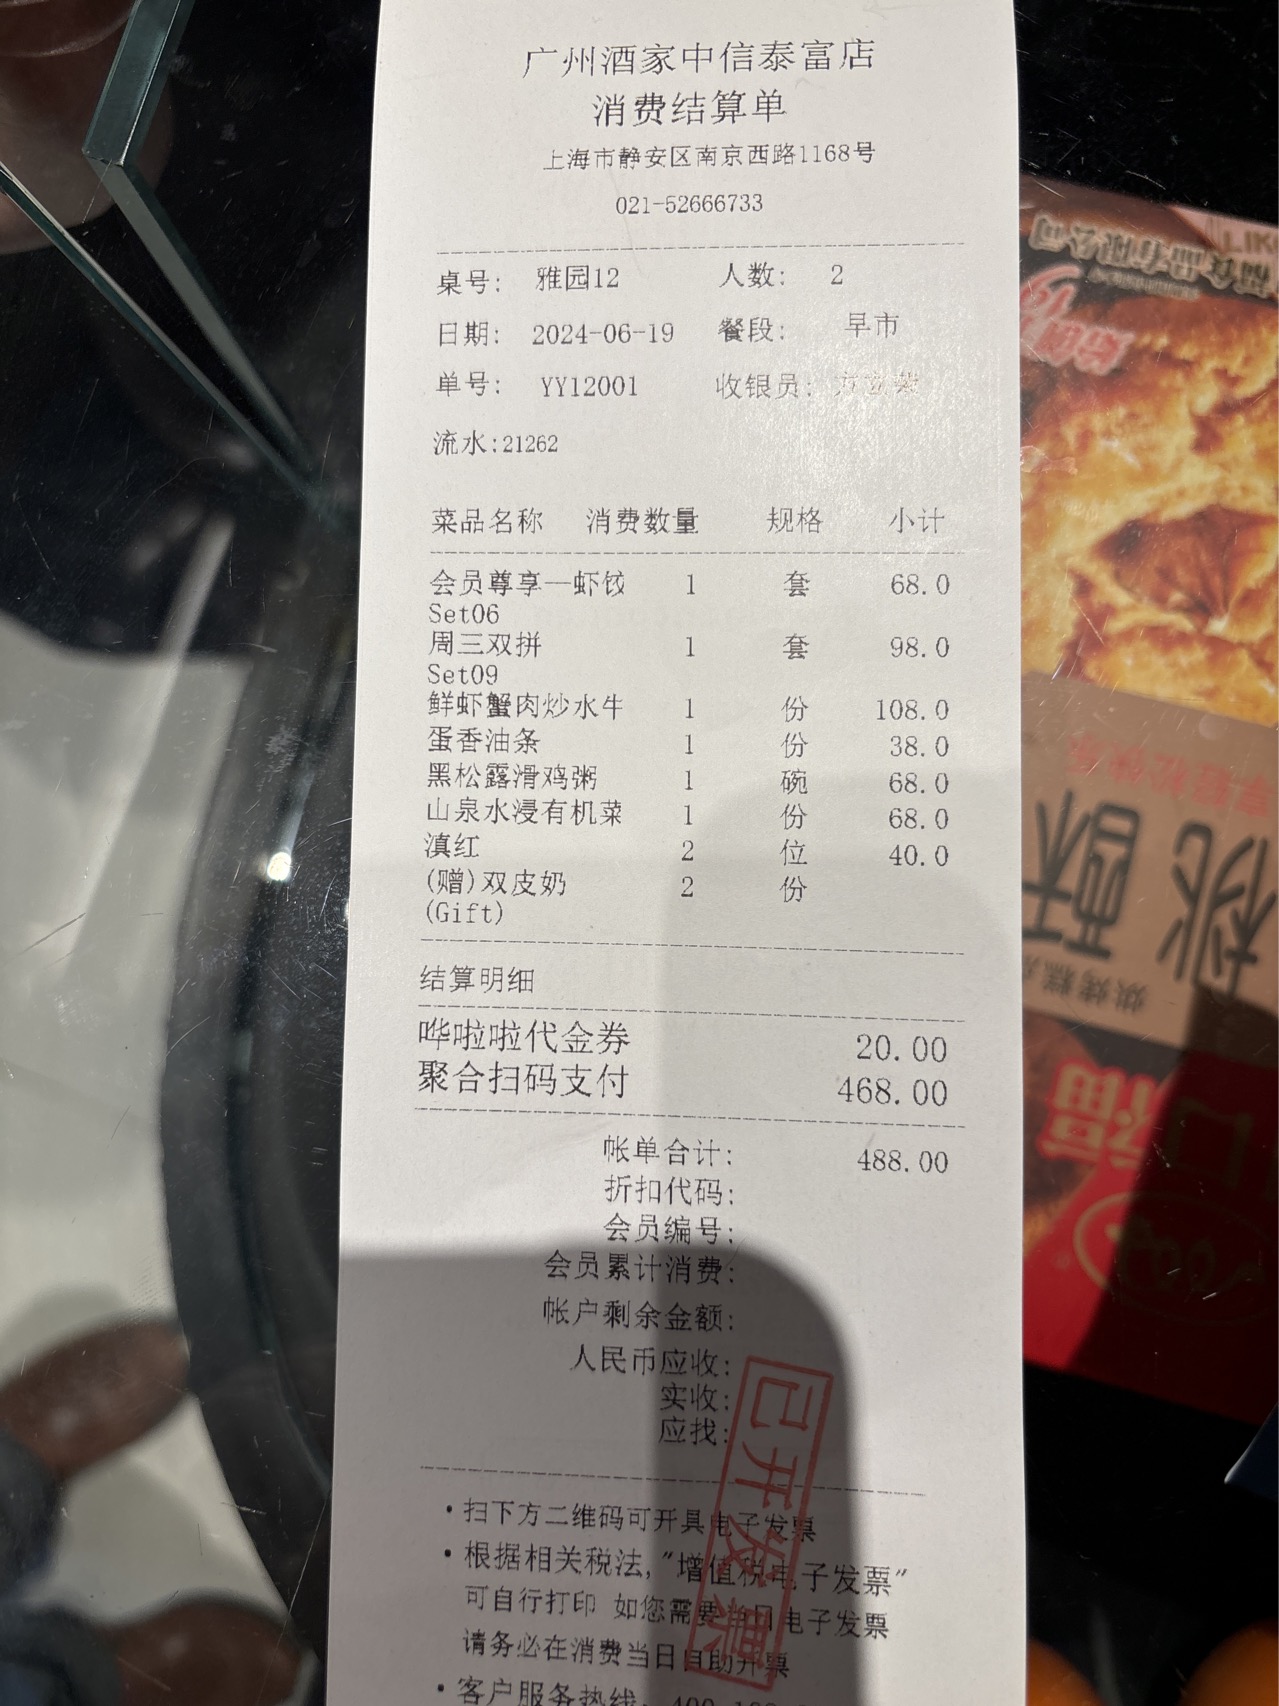 广州酒家中信泰富店
消费结算单
上海市静安区南京西路1168号
021-52666733
桌号: 雅园12 人数: 2
日期: 2024-06-19 餐段: 早市
单号: YY12001 收银员:
流水:21262
菜品名称 消费数量 规格 小计
会员尊享一虾饺 1 套 68.0
Set06
周三双拼 1 套 98.0
Set09
鲜虾蟹肉炒水牛 1 份 108.0
蛋香油条 1 份 38.0
黑松露滑鸡粥 1 碗 68.0
山泉水浸有机菜 1 份 68.0
滇红 2 位 40.0
(赠)双皮奶 2 份
(Gift)
结算明细
哗啦啦代金券 20.00
聚合扫码支付 468.00
帐单合计: 488.00
折扣代码:
会员编号:
会员累计消费:
帐户剩余金额:
人民币应收:
实收:
应找:
已开发票
·扫下方二维码可开具电子发票
·根据相关税法,"增值税电子发票"
可自行打印 如您需要当日电子发票
请务必在消费当日自助开票
·客户服务热线
食品有限公司
桃酥